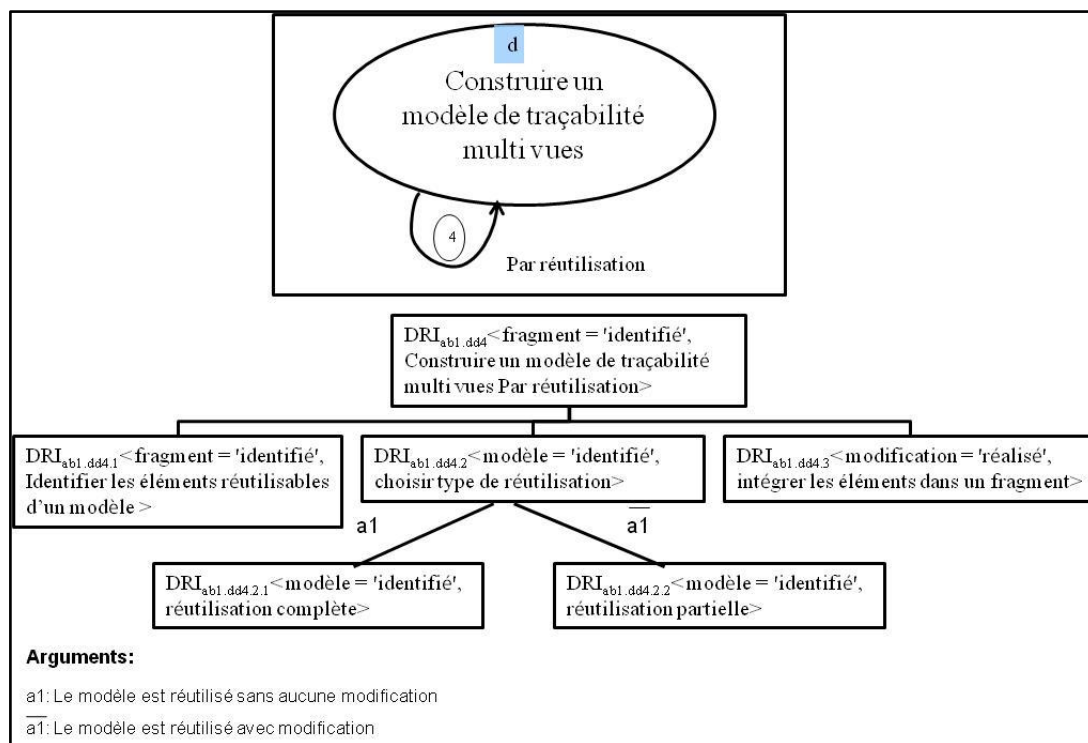 d
Construire un
modèle de traçabilité
multi vues
4
Par réutilisation
DRIab1.dd4<fragment = 'identifié',
Construire un modèle de traçabilité
multi vues Par réutilisation>
DRIab1.dd4.1<fragment = 'identifié',
Identifier les éléments réutilisables
d'un modèle >
DRIab1.dd4.2<modèle = 'identifié',
choisir type de réutilisation>
DRIab1.dd4.3<modification = 'réalisé',
intégrer les éléments dans un fragment>
a1
a1
DRIab1.dd4.2.1<modèle = 'identifié',
réutilisation complète>
DRIab1.dd4.2.2<modèle = 'identifié',
réutilisation partielle>
Arguments:
a1: Le modèle est réutilisé sans aucune modification
a1: Le modèle est réutilisé avec modification